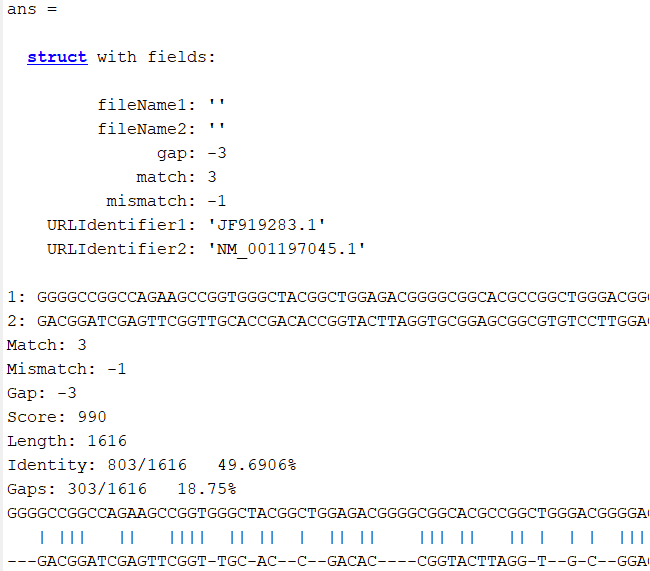 ans =
struct with fields:
fileName1: ''
fileName2: ''
gap: -3
match: 3
mismatch: -1
URLIdentifier1: 'JF919283.1'
URLIdentifier2: 'NM_001197045.1'
1: GGGGCCGGCCAGAAGCCGGTGGGCTACGGCTGGAGACGGGGCGGCACGCCGGCTGGGACGG
2: GACGGATCGAGTTCGGTTGCACCGACACCGGTACTTAGGTGCGGAGCGGCGTGTCCTTGGA
Match: 3
Mismatch: -1
Gap: -3
Score: 990
Length: 1616
Identity: 803/1616 49.6906%
Gaps: 303/1616 18.75%
GGGGCCGGCCAGAAGCCGGTGGGCTACGGCTGGAGACGGGGCGGCACGCCGGCTGGGACGGGGA
| ||| || |||| || || | || || ||| || || | | | |||
---GACGGATCGAGTTCGGT-TGC-AC--C--GACAC----CGGTACTTAGG-T--G-C--GGA